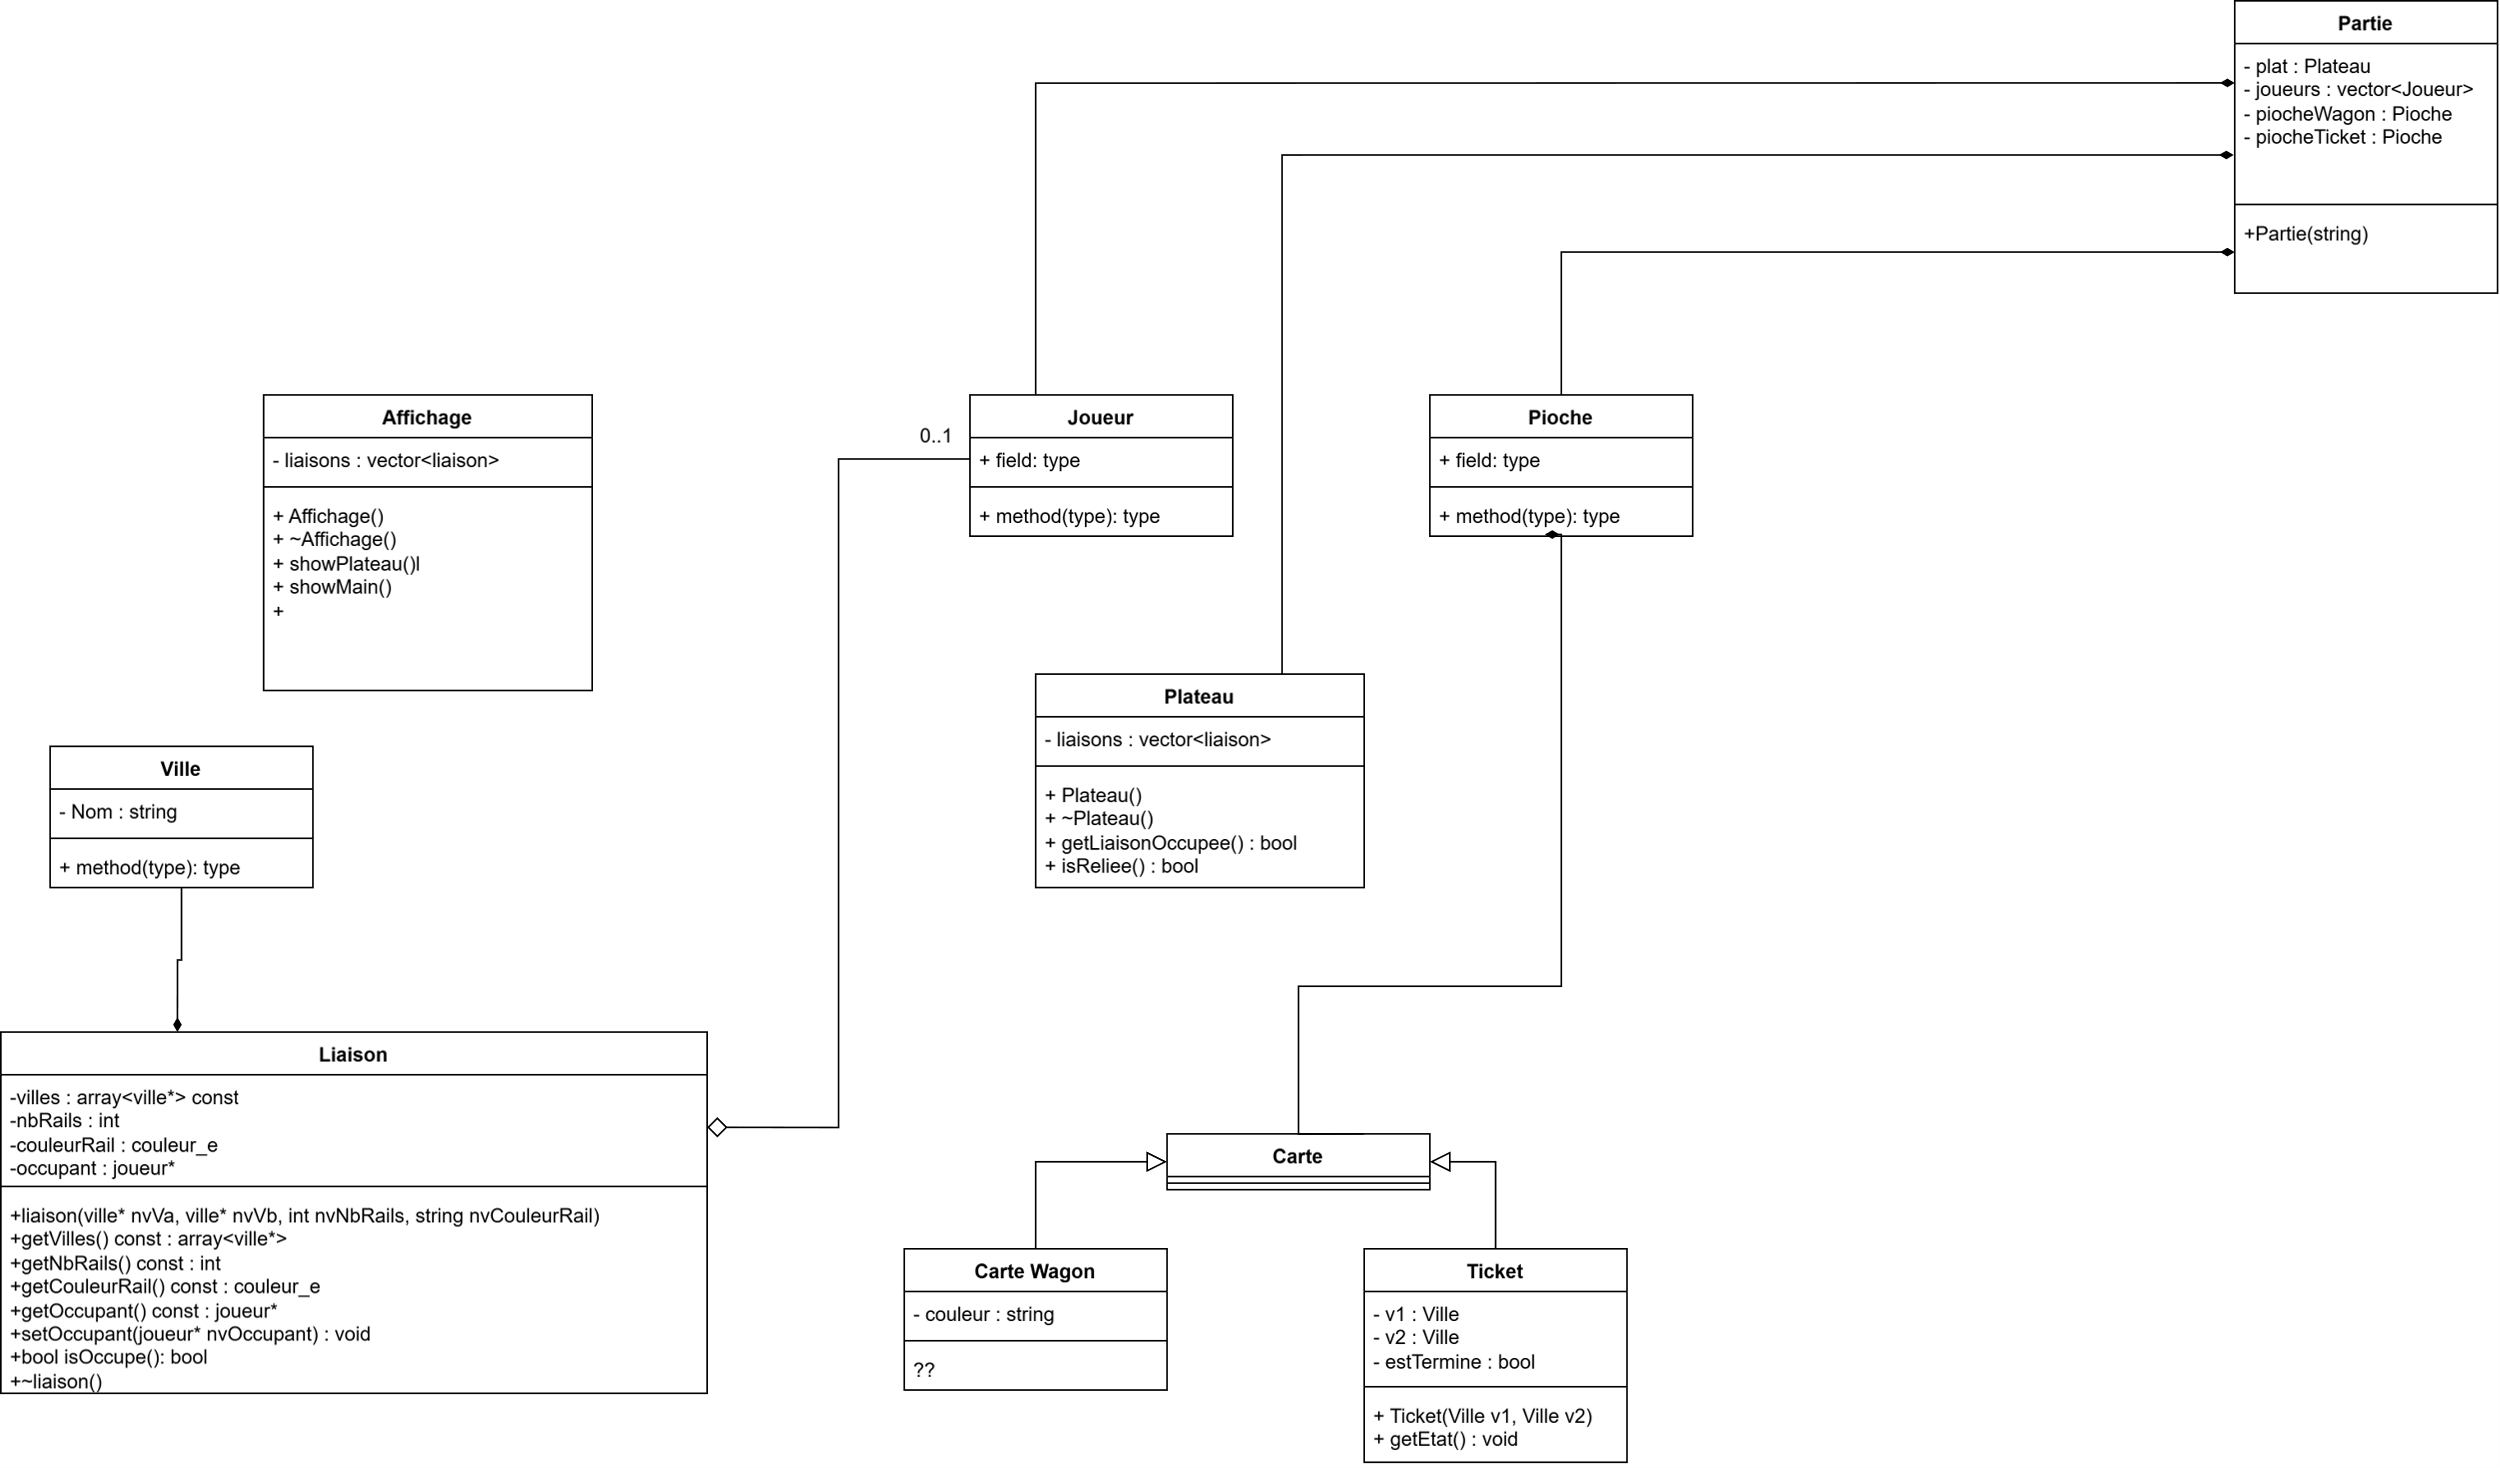 Partie
- plat : Plateau
- joueurs : vector<Joueur>
- piocheWagon : Pioche
- piocheTicket : Pioche
+Partie(string)
Affichage
- liaisons : vector<liaison>
+ Affichage()
+ ~Affichage()
+ showPlateau()l
+ showMain()
+
0..1
Joueur
+ field: type
+ method(type): type
Pioche
+ field: type
+ method(type): type
Plateau
- liaisons : vector<liaison>
+ Plateau()
+ ~Plateau()
+ getLiaisonOccupee() : bool
+ isReliee() : bool
Ville
- Nom : string
+ method(type): type
Liaison
-villes : array<ville*> const
-nbRails : int
-couleurRail : couleur_e
-occupant : joueur*
+liaison(ville* nvVa, ville* nvVb, int nvNbRails, string nvCouleurRail)
+getVilles() const : array<ville*>
+getNbRails() const : int
+getCouleurRail() const : couleur_e
+getOccupant() const : joueur*
+setOccupant(joueur* nvOccupant) : void
+bool isOccupe(): bool
+~liaison()
Carte
Carte Wagon
- couleur : string
??
Ticket
- v1 : Ville
- v2 : Ville
- estTermine : bool
+ Ticket(Ville v1, Ville v2)
+ getEtat() : void